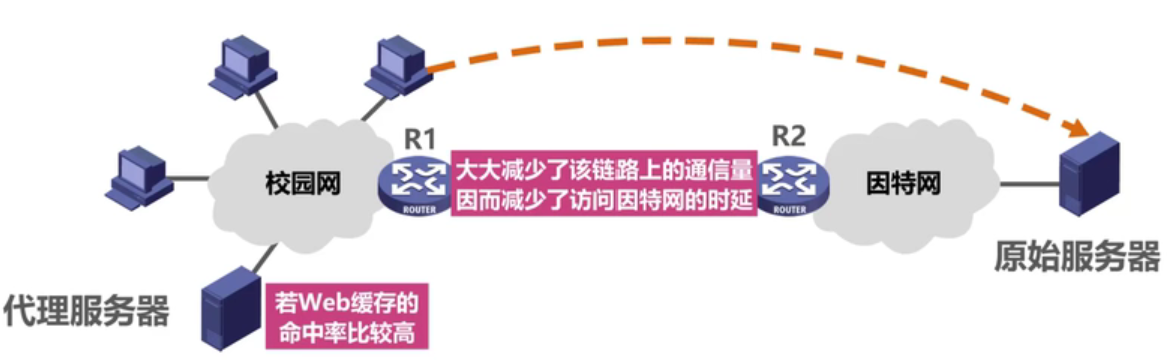 R1
R2
校园网
大大减少了该链路上的通信量
因而减少了访问因特网的时延
因特网
ROUTER
ROUTER
原始服务器
代理服务器
若Web缓存的
命中率比较高